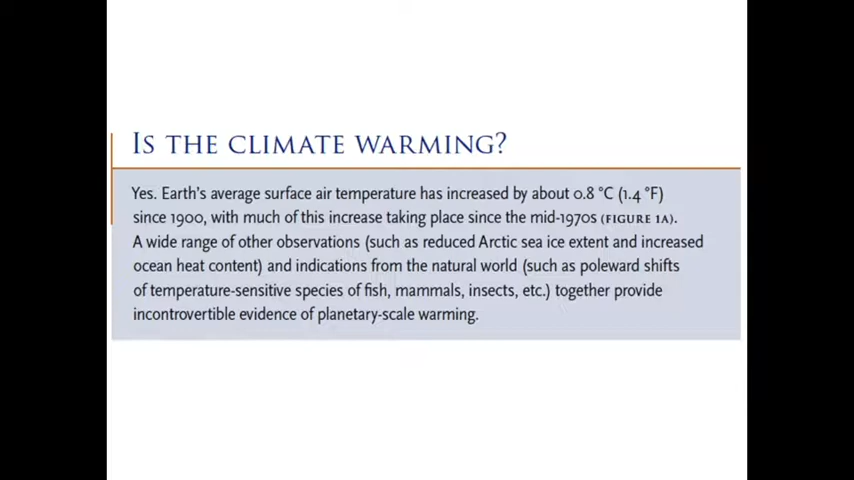 Is the climate warming?
Yes. Earth's average surface air temperature has increased by about 0.8 °C (1.4 °F)
since 1900, with much of this increase taking place since the mid-1970s (FIGURE 1A).
A wide range of other observations (such as reduced Arctic sea ice extent and increased
ocean heat content) and indications from the natural world (such as poleward shifts
of temperature-sensitive species of fish, mammals, insects, etc.) together provide
incontrovertible evidence of planetary-scale warming.